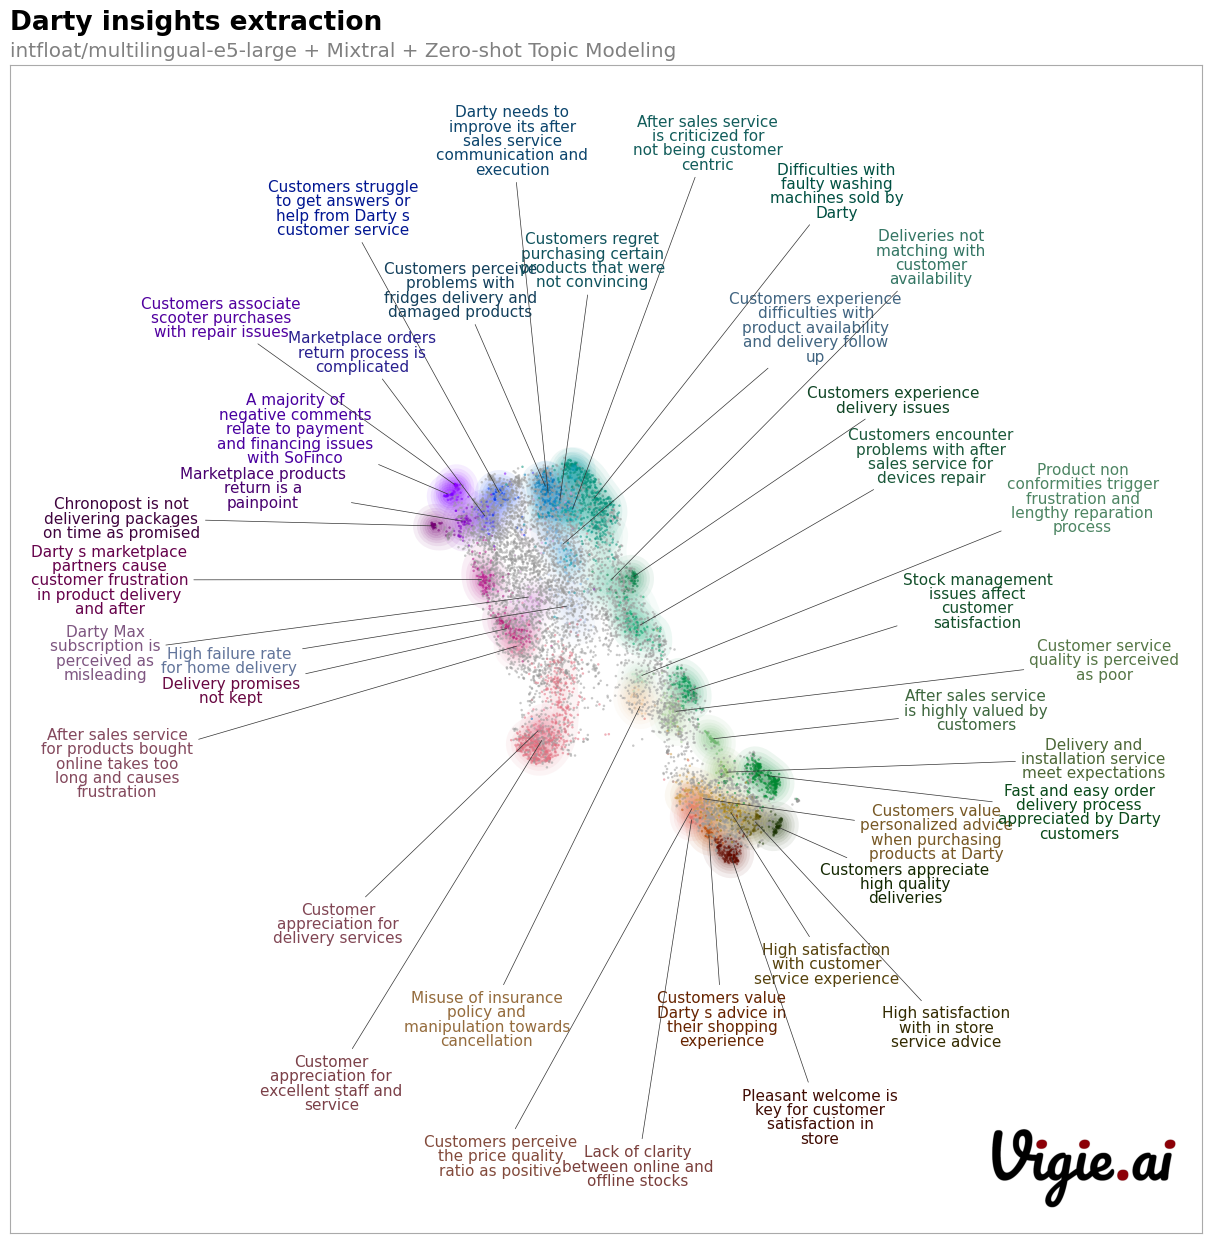 Darty insights extraction
intfloat/multilingual-e5-large + Mixtral + Zero-shot Topic Modeling
Darty needs to
improve its after
sales service
communication and
execution
After sales service
is criticized for
not being customer
centric
Difficulties with
faulty washing
machines sold by
Darty
Customers struggle
to get answers or
help from Darty s
customer service
Deliveries not
matching with
customer
availability
Customers regret
purchasing certain
products that were
not convincing
Customers perceive
problems with
fridges delivery and
damaged products
Customers experience
difficulties with
product availability
and delivery follow
up
Customers associate
scooter purchases
with repair issues
Marketplace orders
return process is
complicated
Customers experience
delivery issues
A majority of
negative comments
relate to payment
and financing issues
with SoFinco
Customers encounter
problems with after
sales service for
devices repair
Marketplace products
return is a
painpoint
Product non
conformities trigger
frustration and
lengthy reparation
process
Chronopost is not
delivering packages
on time as promised
Darty s marketplace
partners cause
customer frustration
in product delivery
and after
Stock management
issues affect
customer
satisfaction
Darty Max
subscription is
perceived as
misleading
High failure rate
for home delivery
Customer service
quality is perceived
as poor
Delivery promises
not kept
After sales service
is highly valued by
customers
After sales service
for products bought
online takes too
long and causes
frustration
Delivery and
installation service
meet expectations
Fast and easy order
delivery process
appreciated by Darty
customers
Customers value
personalized advice
when purchasing
products at Darty
Customers appreciate
high quality
deliveries
Customer
appreciation for
delivery services
High satisfaction
with customer
service experience
Misuse of insurance
policy and
manipulation towards
cancellation
Customers value
Darty s advice in
their shopping
experience
High satisfaction
with in store
service advice
Customer
appreciation for
excellent staff and
service
Pleasant welcome is
key for customer
satisfaction in
store
Customers perceive
the price quality
ratio as positive
Lack of clarity
between online and
offline stocks
Vigie.ai